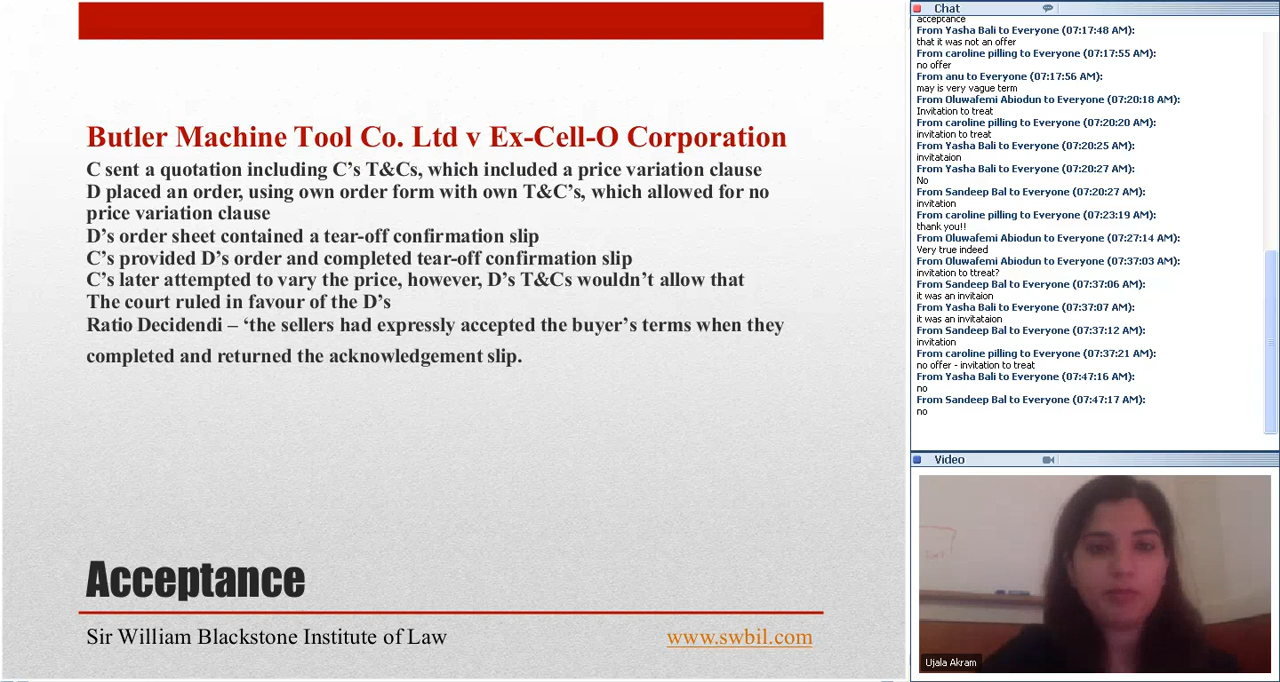 Butler Machine Tool Co. Ltd v Ex-Cell-O Corporation
C sent a quotation including C's T&Cs, which included a price variation clause
D placed an order, using own order form with own T&C's, which allowed for no
price variation clause
D's order sheet contained a tear-off confirmation slip
C's provided D's order and completed tear-off confirmation slip
C's later attempted to vary the price, however, D's T&Cs wouldn't allow that
The court ruled in favour of the D's
Ratio Decidendi – ‘the sellers had expressly accepted the buyer's terms when they
completed and returned the acknowledgement slip.
Acceptance
Sir William Blackstone Institute of Law
www.swbil.com
Chat
acceptance
From Yasha Bali to Everyone (07:17:48 AM):
that it was not an offer
From caroline pilling to Everyone (07:17:55 AM):
no offer
From anu to Everyone (07:17:56 AM):
may is very vague term
From Oluwafemi Abiodun to Everyone (07:20:18 AM):
Invitation to treat
From caroline pilling to Everyone (07:20:20 AM):
invitation to treat
From Yasha Bali to Everyone (07:20:25 AM):
invitataion
From Yasha Bali to Everyone (07:20:27 AM):
No
From Sandeep Bal to Everyone (07:20:27 AM):
invitation
From caroline pilling to Everyone (07:23:19 AM):
thank you!!
From Oluwafemi Abiodun to Everyone (07:27:14 AM):
Very true indeed
From Oluwafemi Abiodun to Everyone (07:37:03 AM):
invitation to ttreat?
From Sandeep Bal to Everyone (07:37:06 AM):
it was an invitaion
From Yasha Bali to Everyone (07:37:07 AM):
it was an invitataion
From Sandeep Bal to Everyone (07:37:12 AM):
invitation
From caroline pilling to Everyone (07:37:21 AM):
no offer - invitation to treat
From Yasha Bali to Everyone (07:47:16 AM):
no
From Sandeep Bal to Everyone (07:47:17 AM):
no
Video
Ujala Akram